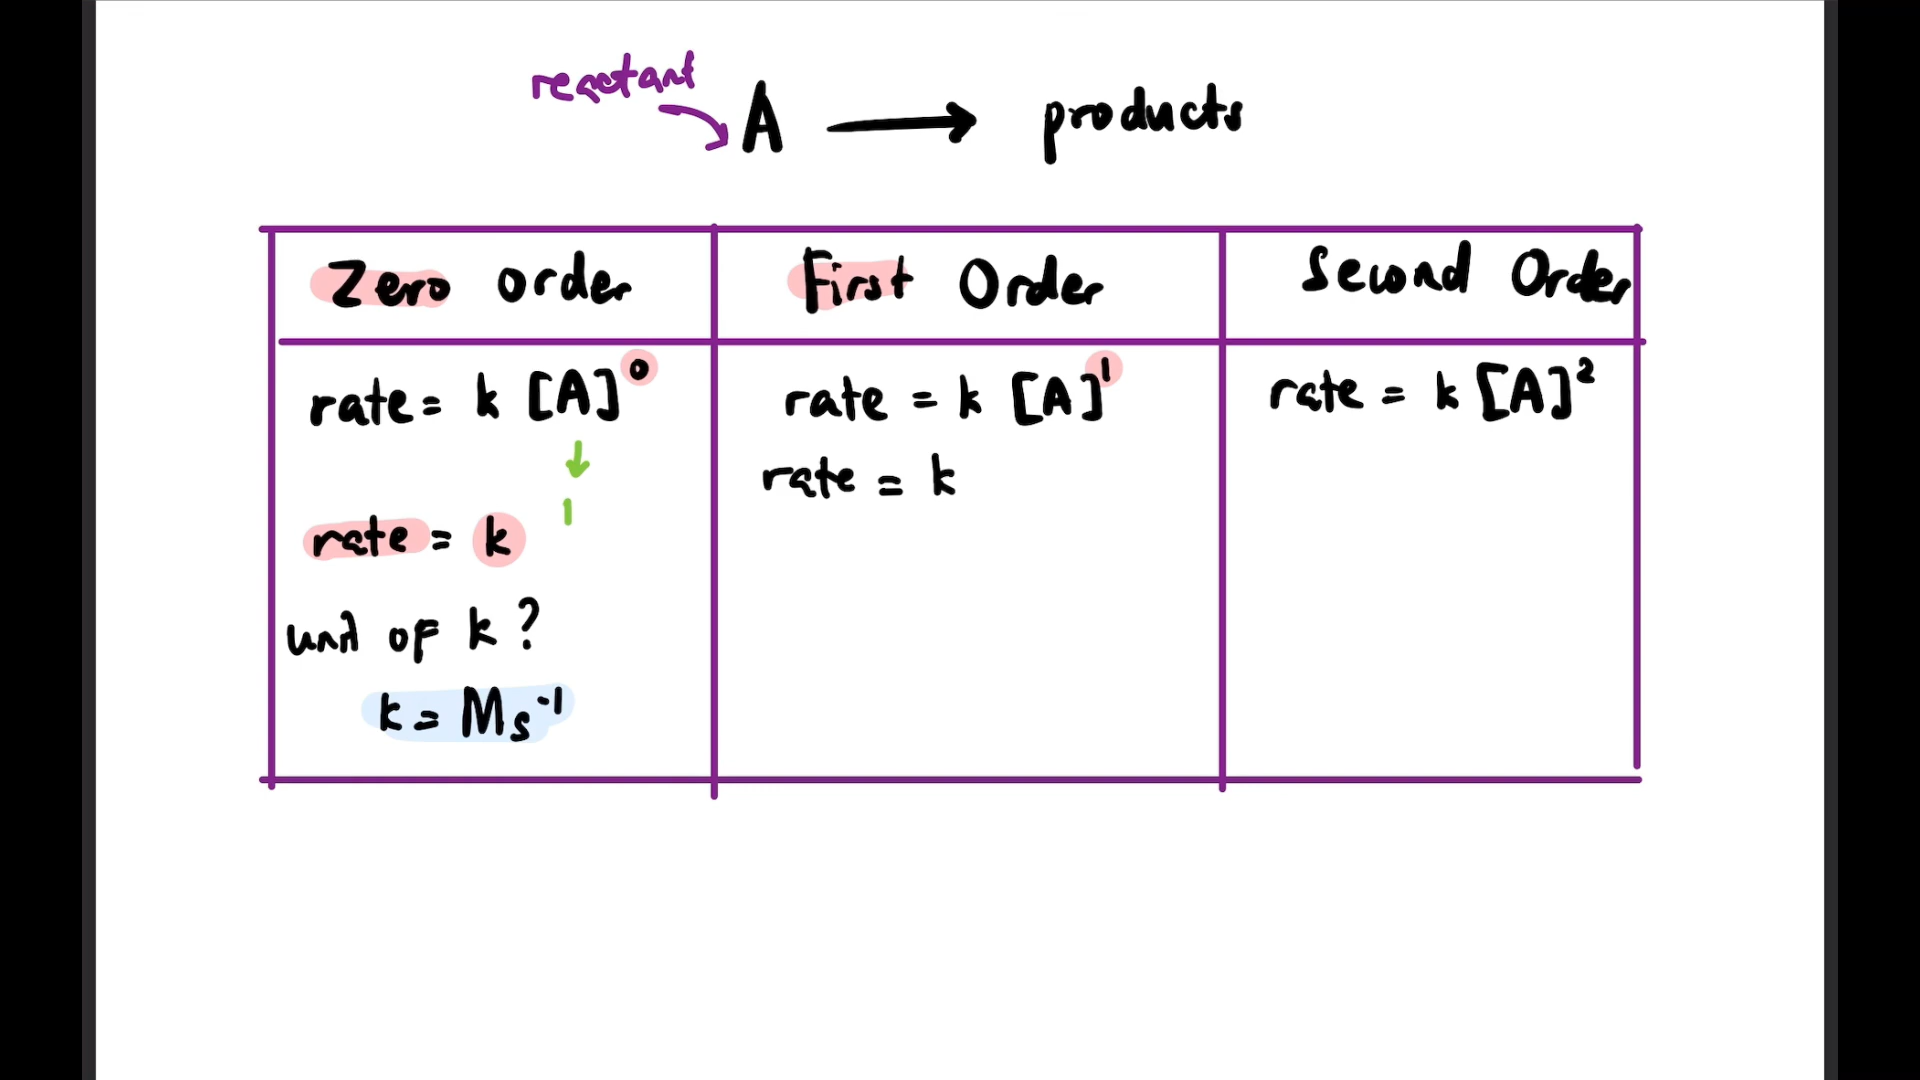 reactant
A → products
Zero order
First Order
Second Order
rate = k [A]⁰
↓
1
rate = k
unit of k?
k = Ms⁻¹
rate = k [A]¹
rate = k
rate = k [A]²